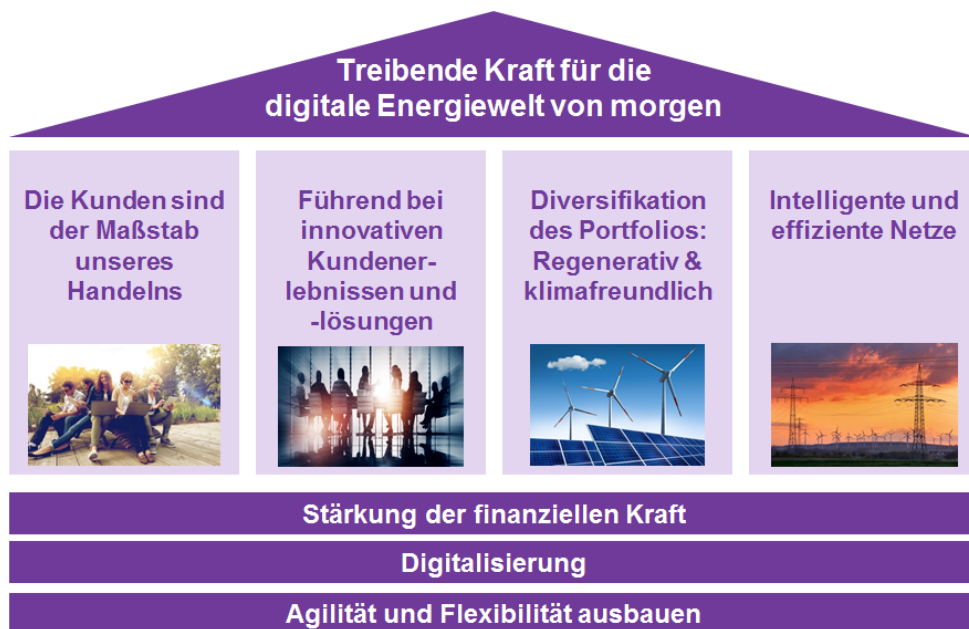 Treibende Kraft für die
digitale Energiewelt von morgen
Die Kunden sind
der Maßstab
unseres
Handelns
Führend bei
innovativen
Kundener-
lebnissen und
-lösungen
Diversifikation
des Portfolios:
Regenerativ &
klimafreundlich
Intelligente und
effiziente Netze
Stärkung der finanziellen Kraft
Digitalisierung
Agilität und Flexibilität ausbauen